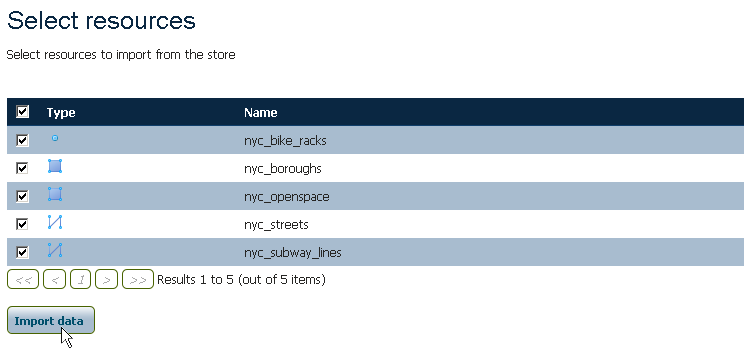 Select resources
Select resources to import from the store
Type Name
nyc_bike_racks
nyc_boroughs
nyc_openspace
nyc_streets
nyc_subway_lines
<< < 1 > >> Results 1 to 5 (out of 5 items)
Import data